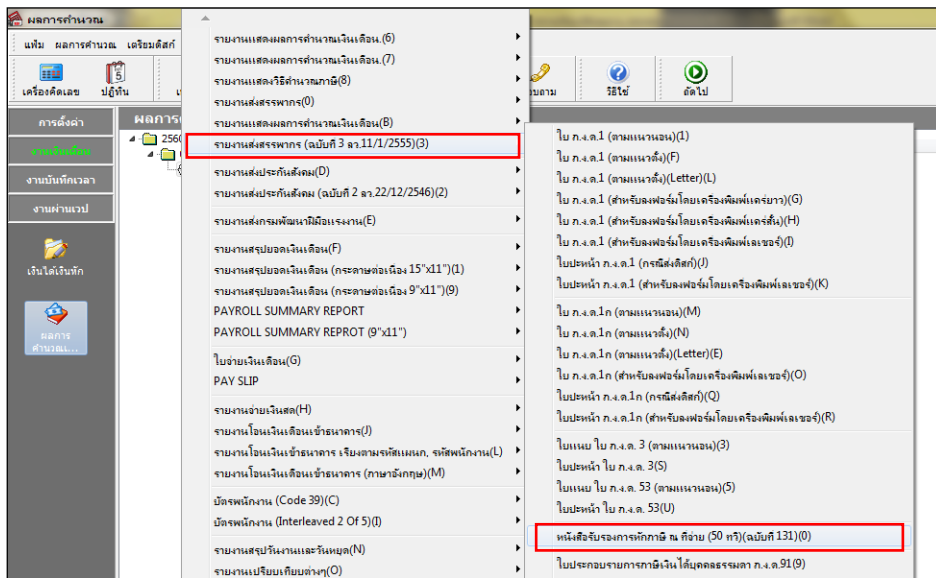 ผลการคำนวณ
แฟ้ม ผลการคำนวณ เตรียมดิสก์
เครื่องคิดเลข
ปฏิทิน
วิธีใช้
ถัดไป
การตั้งค่า
งานเงินเดือน
งานบันทึกเวลา
งานผ่านเวป
เงินได้เงินหัก
ผลการ
คำนวณเ...
ผลการ
2560
รายงานแสดงผลการคำนวณเงินเดือน.(6)
รายงานแสดงผลการคำนวณเงินเดือน.(7)
รายงานแสดงวิธีคำนวณภาษี(8)
รายงานส่งสรรพากร(0)
รายงานแสดงผลการคำนวณเงินเดือน(B)
รายงานส่งสรรพากร (ฉบับที่ 3 ลว.11/1/2555)(3)
รายงานส่งประกันสังคม(D)
รายงานส่งประกันสังคม (ฉบับที่ 2 ลว.22/12/2546)(2)
รายงานส่งกรมพัฒนาฝีมือแรงงาน(E)
รายงานสรุปยอดเงินเดือน(F)
รายงานสรุปยอดเงินเดือน (กระดาษต่อเนื่อง 15"x11")(1)
รายงานสรุปยอดเงินเดือน (กระดาษต่อเนื่อง 9"x11")(9)
PAYROLL SUMMARY REPORT
PAYROLL SUMMARY REPROT (9"x11")
ใบจ่ายเงินเดือน(G)
PAY SLIP
รายงานจ่ายเงินสด(H)
รายงานโอนเงินเดือนเข้าธนาคาร(J)
รายงานโอนเงินเข้าธนาคาร เรียงตามรหัสแผนก, รหัสพนักงาน(L)
รายงานโอนเงินเดือนเข้าธนาคาร (ภาษาอังกฤษ)(M)
บัตรพนักงาน (Code 39)(C)
บัตรพนักงาน (Interleaved 2 Of 5)(I)
รายงานสรุปวันงานและวันหยุด(N)
รายงานเปรียบเทียบต่างๆ(O)
ใบ ภ.ง.ด.1 (ตามแนวนอน)(1)
ใบ ภ.ง.ด.1 (ตามแนวตั้ง)(F)
ใบ ภ.ง.ด.1 (ตามแนวตั้ง)(Letter)(L)
ใบ ภ.ง.ด.1 (สำหรับลงฟอร์มโดยเครื่องพิมพ์แคร่ยาว)(G)
ใบ ภ.ง.ด.1 (สำหรับลงฟอร์มโดยเครื่องพิมพ์แคร่สั้น)(H)
ใบ ภ.ง.ด.1 (สำหรับลงฟอร์มโดยเครื่องพิมพ์เลเซอร์)(I)
ใบปะหน้า ภ.ง.ด.1 (กรณีส่งดิสก์)(J)
ใบปะหน้า ภ.ง.ด.1 (สำหรับลงฟอร์มโดยเครื่องพิมพ์เลเซอร์)(K)
ใบ ภ.ง.ด.1ก (ตามแนวนอน)(M)
ใบ ภ.ง.ด.1ก (ตามแนวตั้ง)(N)
ใบ ภ.ง.ด.1ก (ตามแนวตั้ง)(Letter)(E)
ใบ ภ.ง.ด.1ก (สำหรับลงฟอร์มโดยเครื่องพิมพ์เลเซอร์)(O)
ใบปะหน้า ภ.ง.ด.1ก (กรณีส่งดิสก์)(Q)
ใบปะหน้า ภ.ง.ด.1ก (สำหรับลงฟอร์มโดยเครื่องพิมพ์เลเซอร์)(R)
ใบแนบ ใบ ภ.ง.ด. 3 (ตามแนวนอน)(3)
ใบปะหน้า ใบ ภ.ง.ด. 3(S)
ใบแนบ ใบ ภ.ง.ด. 53 (ตามแนวนอน)(5)
ใบปะหน้า ใบ ภ.ง.ด. 53(U)
หนังสือรับรองการหักภาษี ณ ที่จ่าย (50 ทวิ)(ฉบับที่ 131)(0)
ใบประกอบรายการภาษีเงินได้บุคคลธรรมดา ภ.ง.ด.91(9)